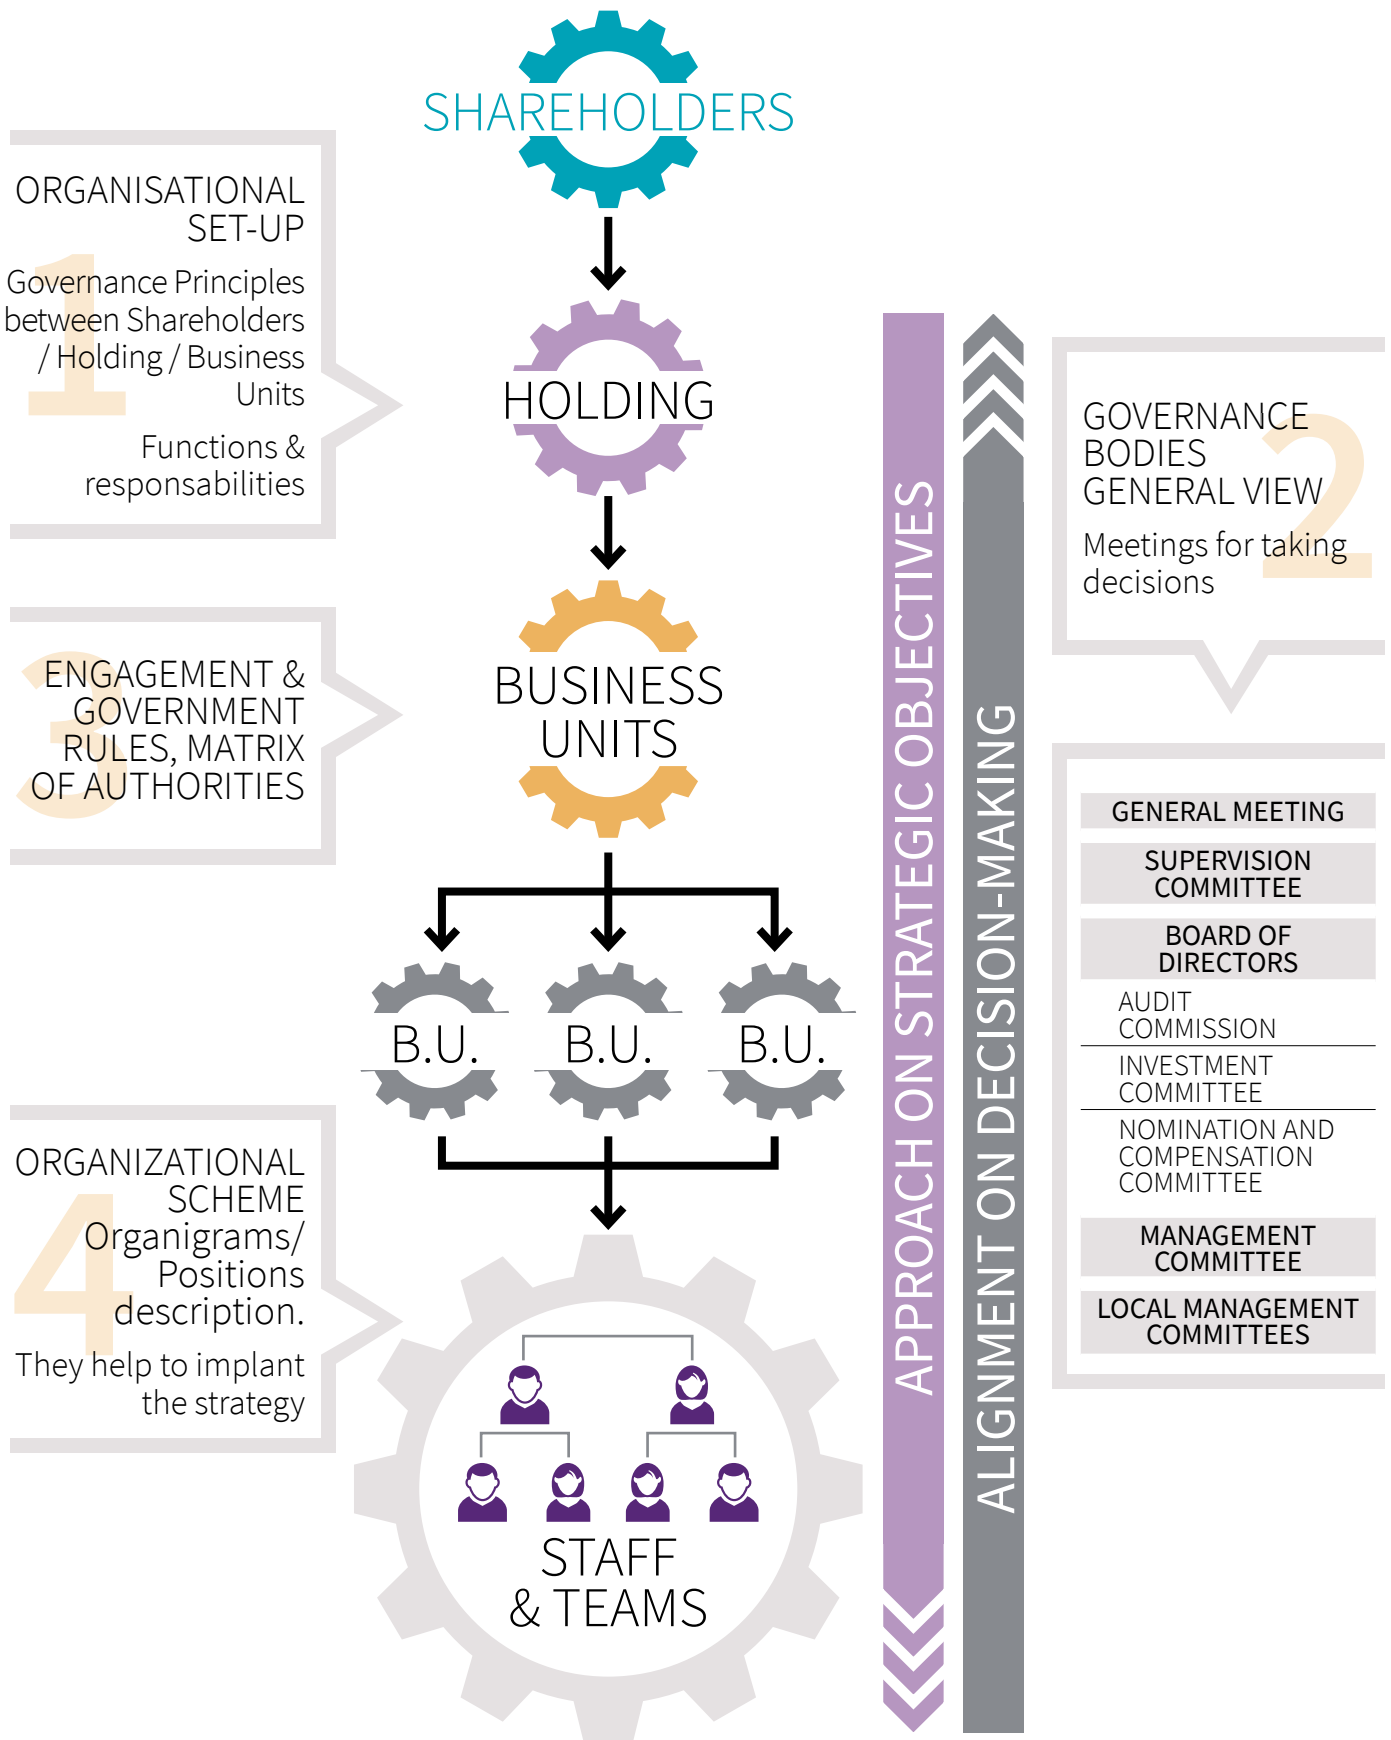 SHAREHOLDERS
1
ORGANISATIONAL
SET-UP
Governance Principles
between Shareholders
/ Holding / Business
Units
Functions &
responsabilities
HOLDING
3
ENGAGEMENT &
GOVERNMENT
RULES, MATRIX
OF AUTHORITIES
BUSINESS
UNITS
B.U.
B.U.
B.U.
4
ORGANIZATIONAL
SCHEME
Organigrams/
Positions
description.
They help to implant
the strategy
STAFF
& TEAMS
APPROACH ON STRATEGIC OBJECTIVES
ALIGNMENT ON DECISION-MAKING
2
GOVERNANCE
BODIES
GENERAL VIEW
Meetings for taking
decisions
GENERAL MEETING
SUPERVISION
COMMITTEE
BOARD OF
DIRECTORS
AUDIT
COMMISSION
INVESTMENT
COMMITTEE
NOMINATION AND
COMPENSATION
COMMITTEE
MANAGEMENT
COMMITTEE
LOCAL MANAGEMENT
COMMITTEES